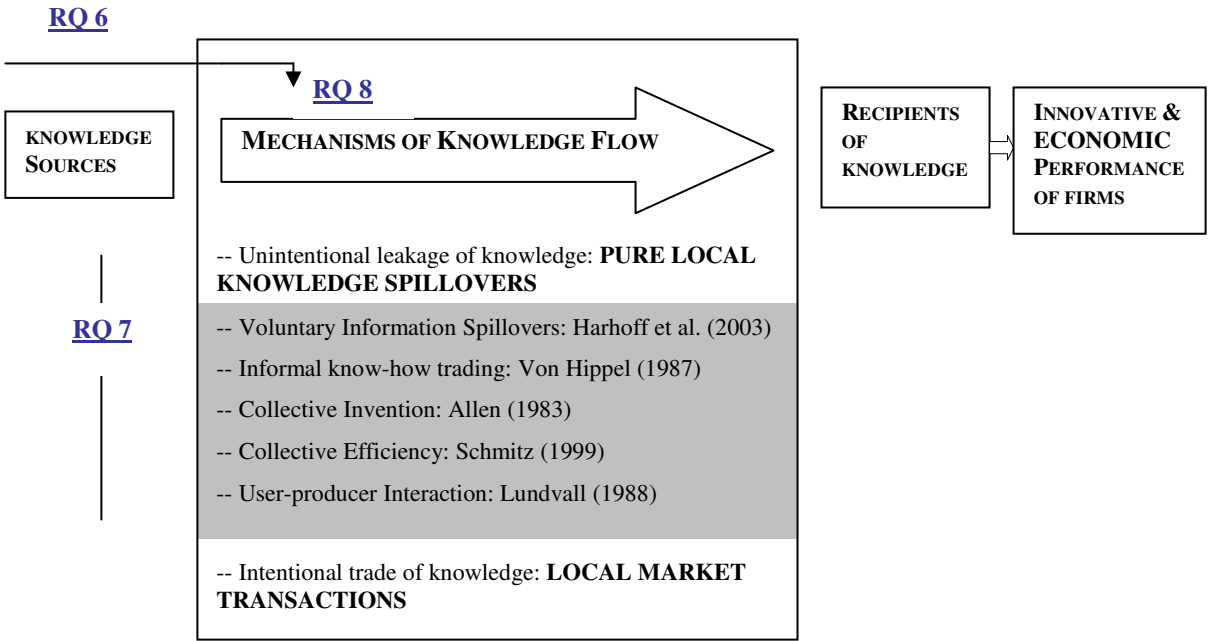 RQ 6
RQ 8
KNOWLEDGE
SOURCES
MECHANISMS OF KNOWLEDGE FLOW
RECIPIENTS
OF
KNOWLEDGE
INNOVATIVE &
ECONOMIC
PERFORMANCE
OF FIRMS
-- Unintentional leakage of knowledge: PURE LOCAL
KNOWLEDGE SPILLOVERS
RQ 7
-- Voluntary Information Spillovers: Harhoff et al. (2003)
-- Informal know-how trading: Von Hippel (1987)
-- Collective Invention: Allen (1983)
-- Collective Efficiency: Schmitz (1999)
-- User-producer Interaction: Lundvall (1988)
-- Intentional trade of knowledge: LOCAL MARKET
TRANSACTIONS